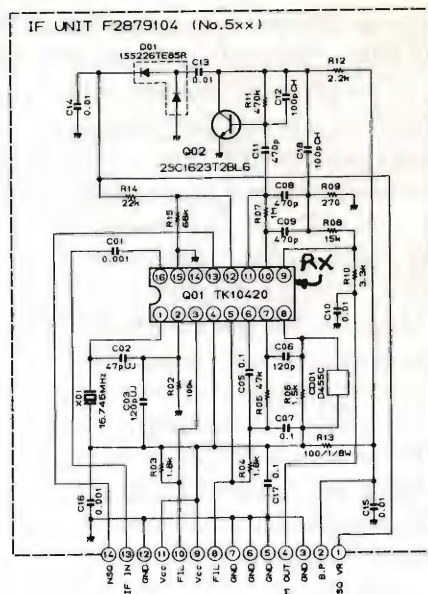 IF UNIT F2879104 (No.5xx)
D01
1SS226TE85R
C13
0.01
C14
0.01
R12
2.2k
R11
470k
C12
100pCH
Q02
2SC1623T2BL6
C11
470p
C18
100pCH
R14
22k
R15
68k
R07
1M
C08
470p
R09
270
C09
470p
R08
15k
C01
0.001
RX
R10
3.3k
16 15 14 13 12 11 10 9
Q01 TK10420
1 2 3 4 5 6 7 8
C10
0.01
C02
47pUJ
X01
16.745MHz
C03
120pUJ
R02
100k
C05 0.1
R05 47k
C06
120p
R06
1.5k
CD01
D455C
C07
0.1
R13
100/1/8W
R03
1.8k
R04
1.8k
C16
0.001
C17 0.1
C15
0.01
14 13 12 11 10 9 8 7 6 5 4 3 2 1
NSQ
IF IN
GND
Vcc
FIL
Vcc
FIL
GND
GND
GND
M OUT
GND
B.P
SQ VR